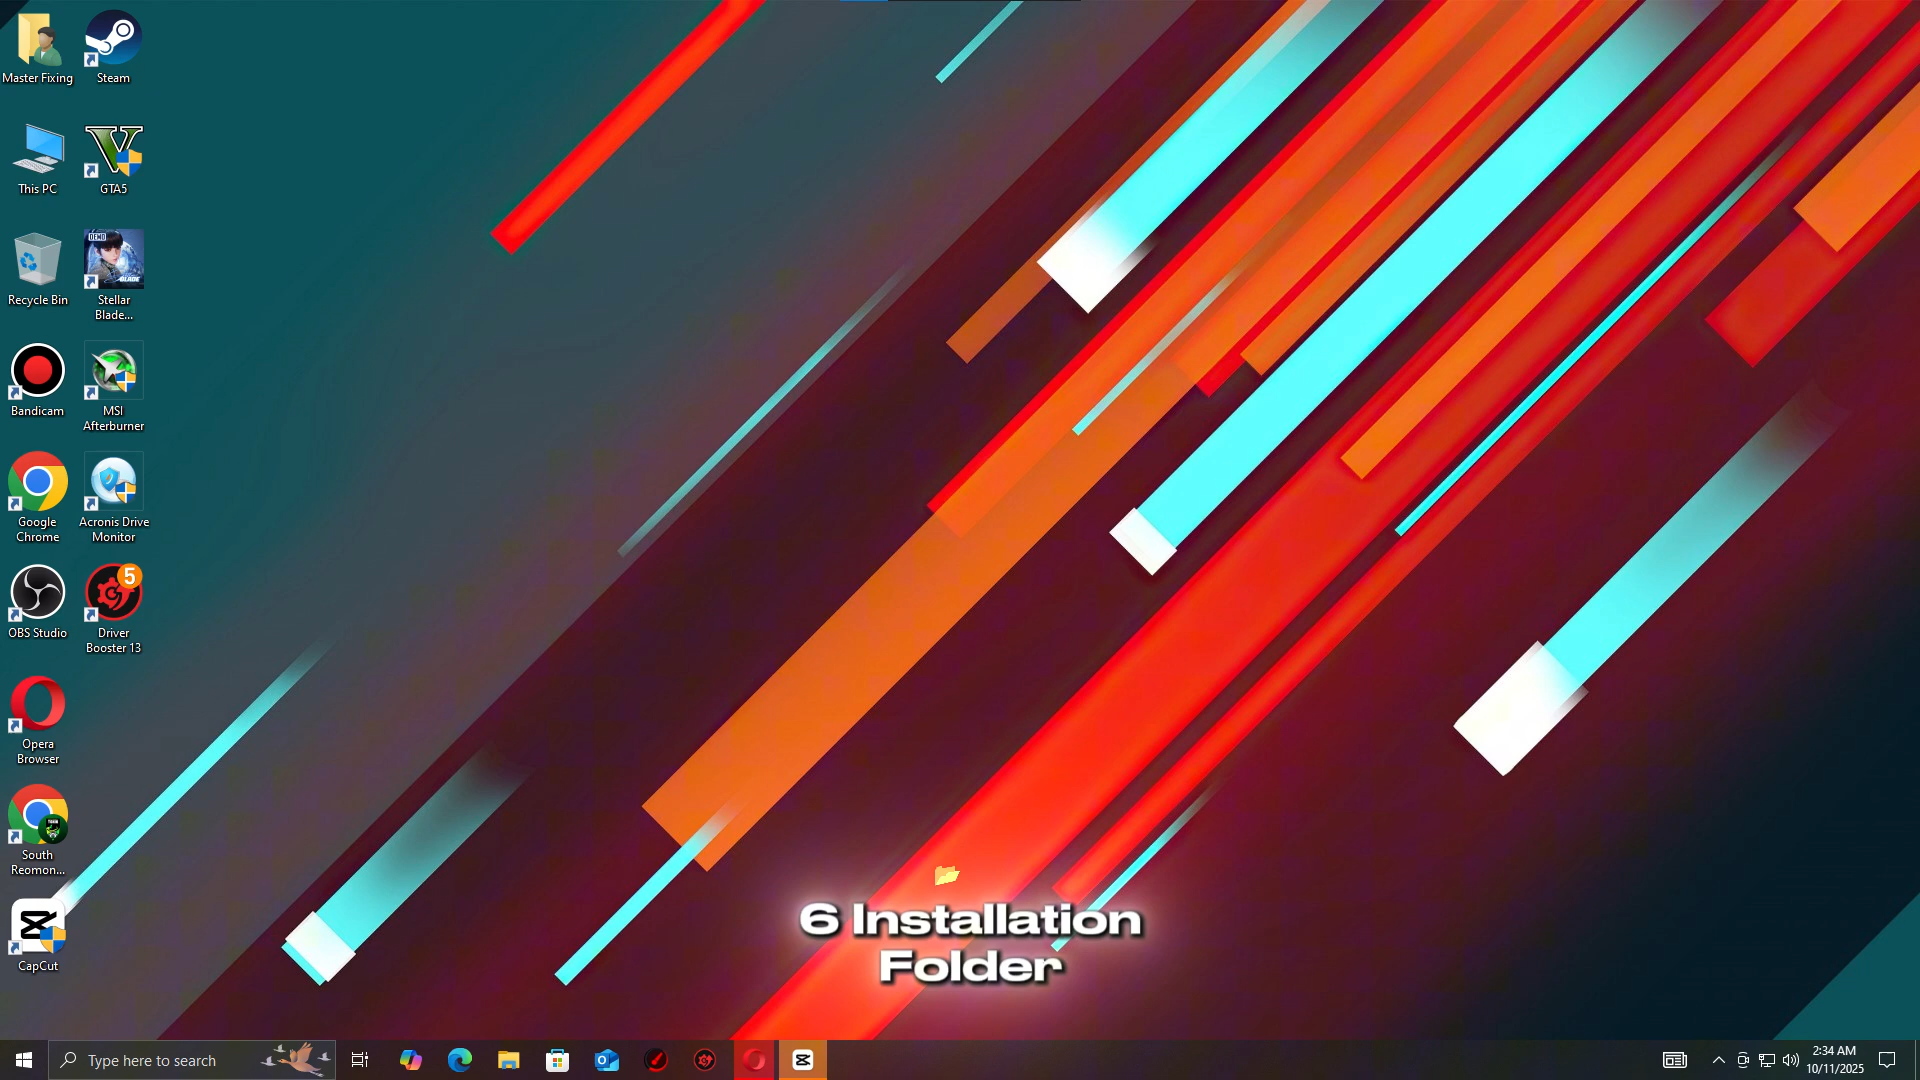 Master Fixing
Steam
This PC
GTA5
Recycle Bin
DEMO
BLADE
Stellar
Blade...
Bandicam
MSI
Afterburner
Google
Chrome
Acronis Drive
Monitor
OBS Studio
5
Driver
Booster 13
Opera
Browser
South
Reomon...
CapCut
6 Installation
Folder
Type here to search
2:34 AM
10/11/2025